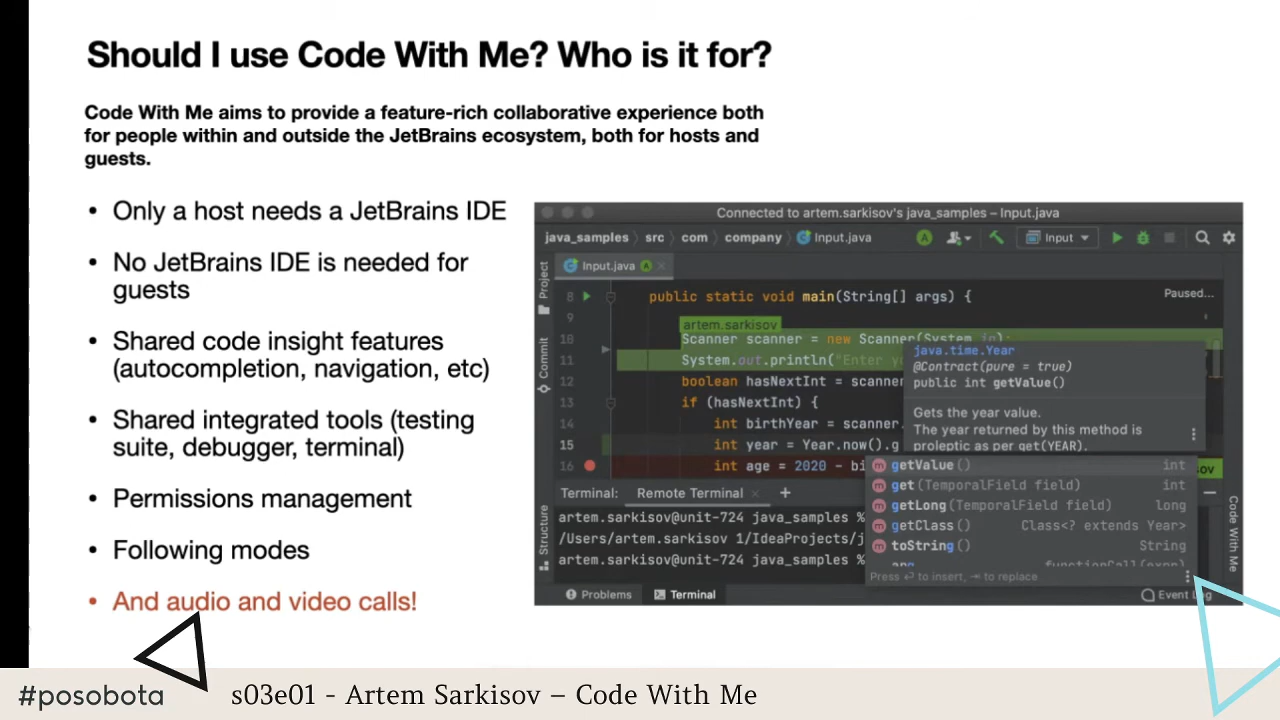 Should I use Code With Me? Who is it for?
Code With Me aims to provide a feature-rich collaborative experience both
for people within and outside the JetBrains ecosystem, both for hosts and
guests.
• Only a host needs a JetBrains IDE
• No JetBrains IDE is needed for
guests
• Shared code insight features
(autocompletion, navigation, etc)
• Shared integrated tools (testing
suite, debugger, terminal)
• Permissions management
• Following modes
• And audio and video calls!
Connected to artem.sarkisov's java_samples – Input.java
java_samples src com company Input.java A Input
Project
Commit
Structure
Input.java A
8 public static void main(String[] args) {
Paused...
9
artem.sarkisov
10 Scanner scanner = new Scanner(System.in);
11 System.out.println("Enter
12 boolean hasNextInt = scanner
13 if (hasNextInt) {
14 int birthYear = scanner.
15 int year = Year.now().g
16 int age = 2020 - bi
java.time.Year
@Contract(pure = true)
public int getValue()
Gets the year value.
The year returned by this method is
proleptic as per get(YEAR).
m getValue() int
m get(TemporalField field) int
m getLong(TemporalField field) long
m getClass() Class<? extends Year>
m toString() String
Press ↵ to insert, ⇥ to replace
Terminal: Remote Terminal +
artem.sarkisov@unit-724 java_samples %
/Users/artem.sarkisov 1/IdeaProjects/j
artem.sarkisov@unit-724 java_samples %
Code With Me
Problems Terminal Event Log
#posobota s03e01 - Artem Sarkisov – Code With Me